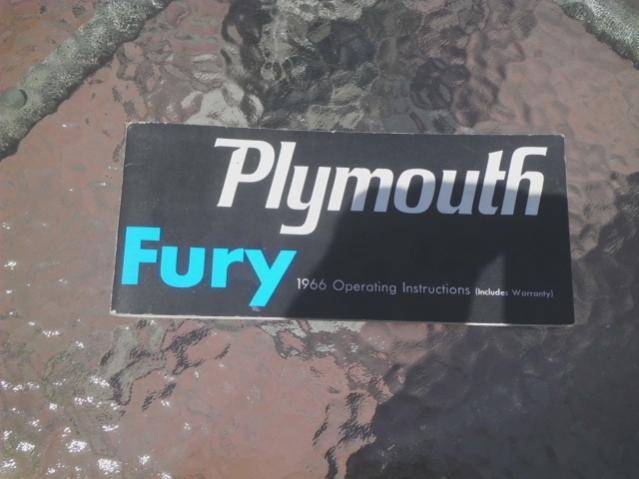 Plymouth
Fury
1966 Operating Instructions (Includes Warranty)